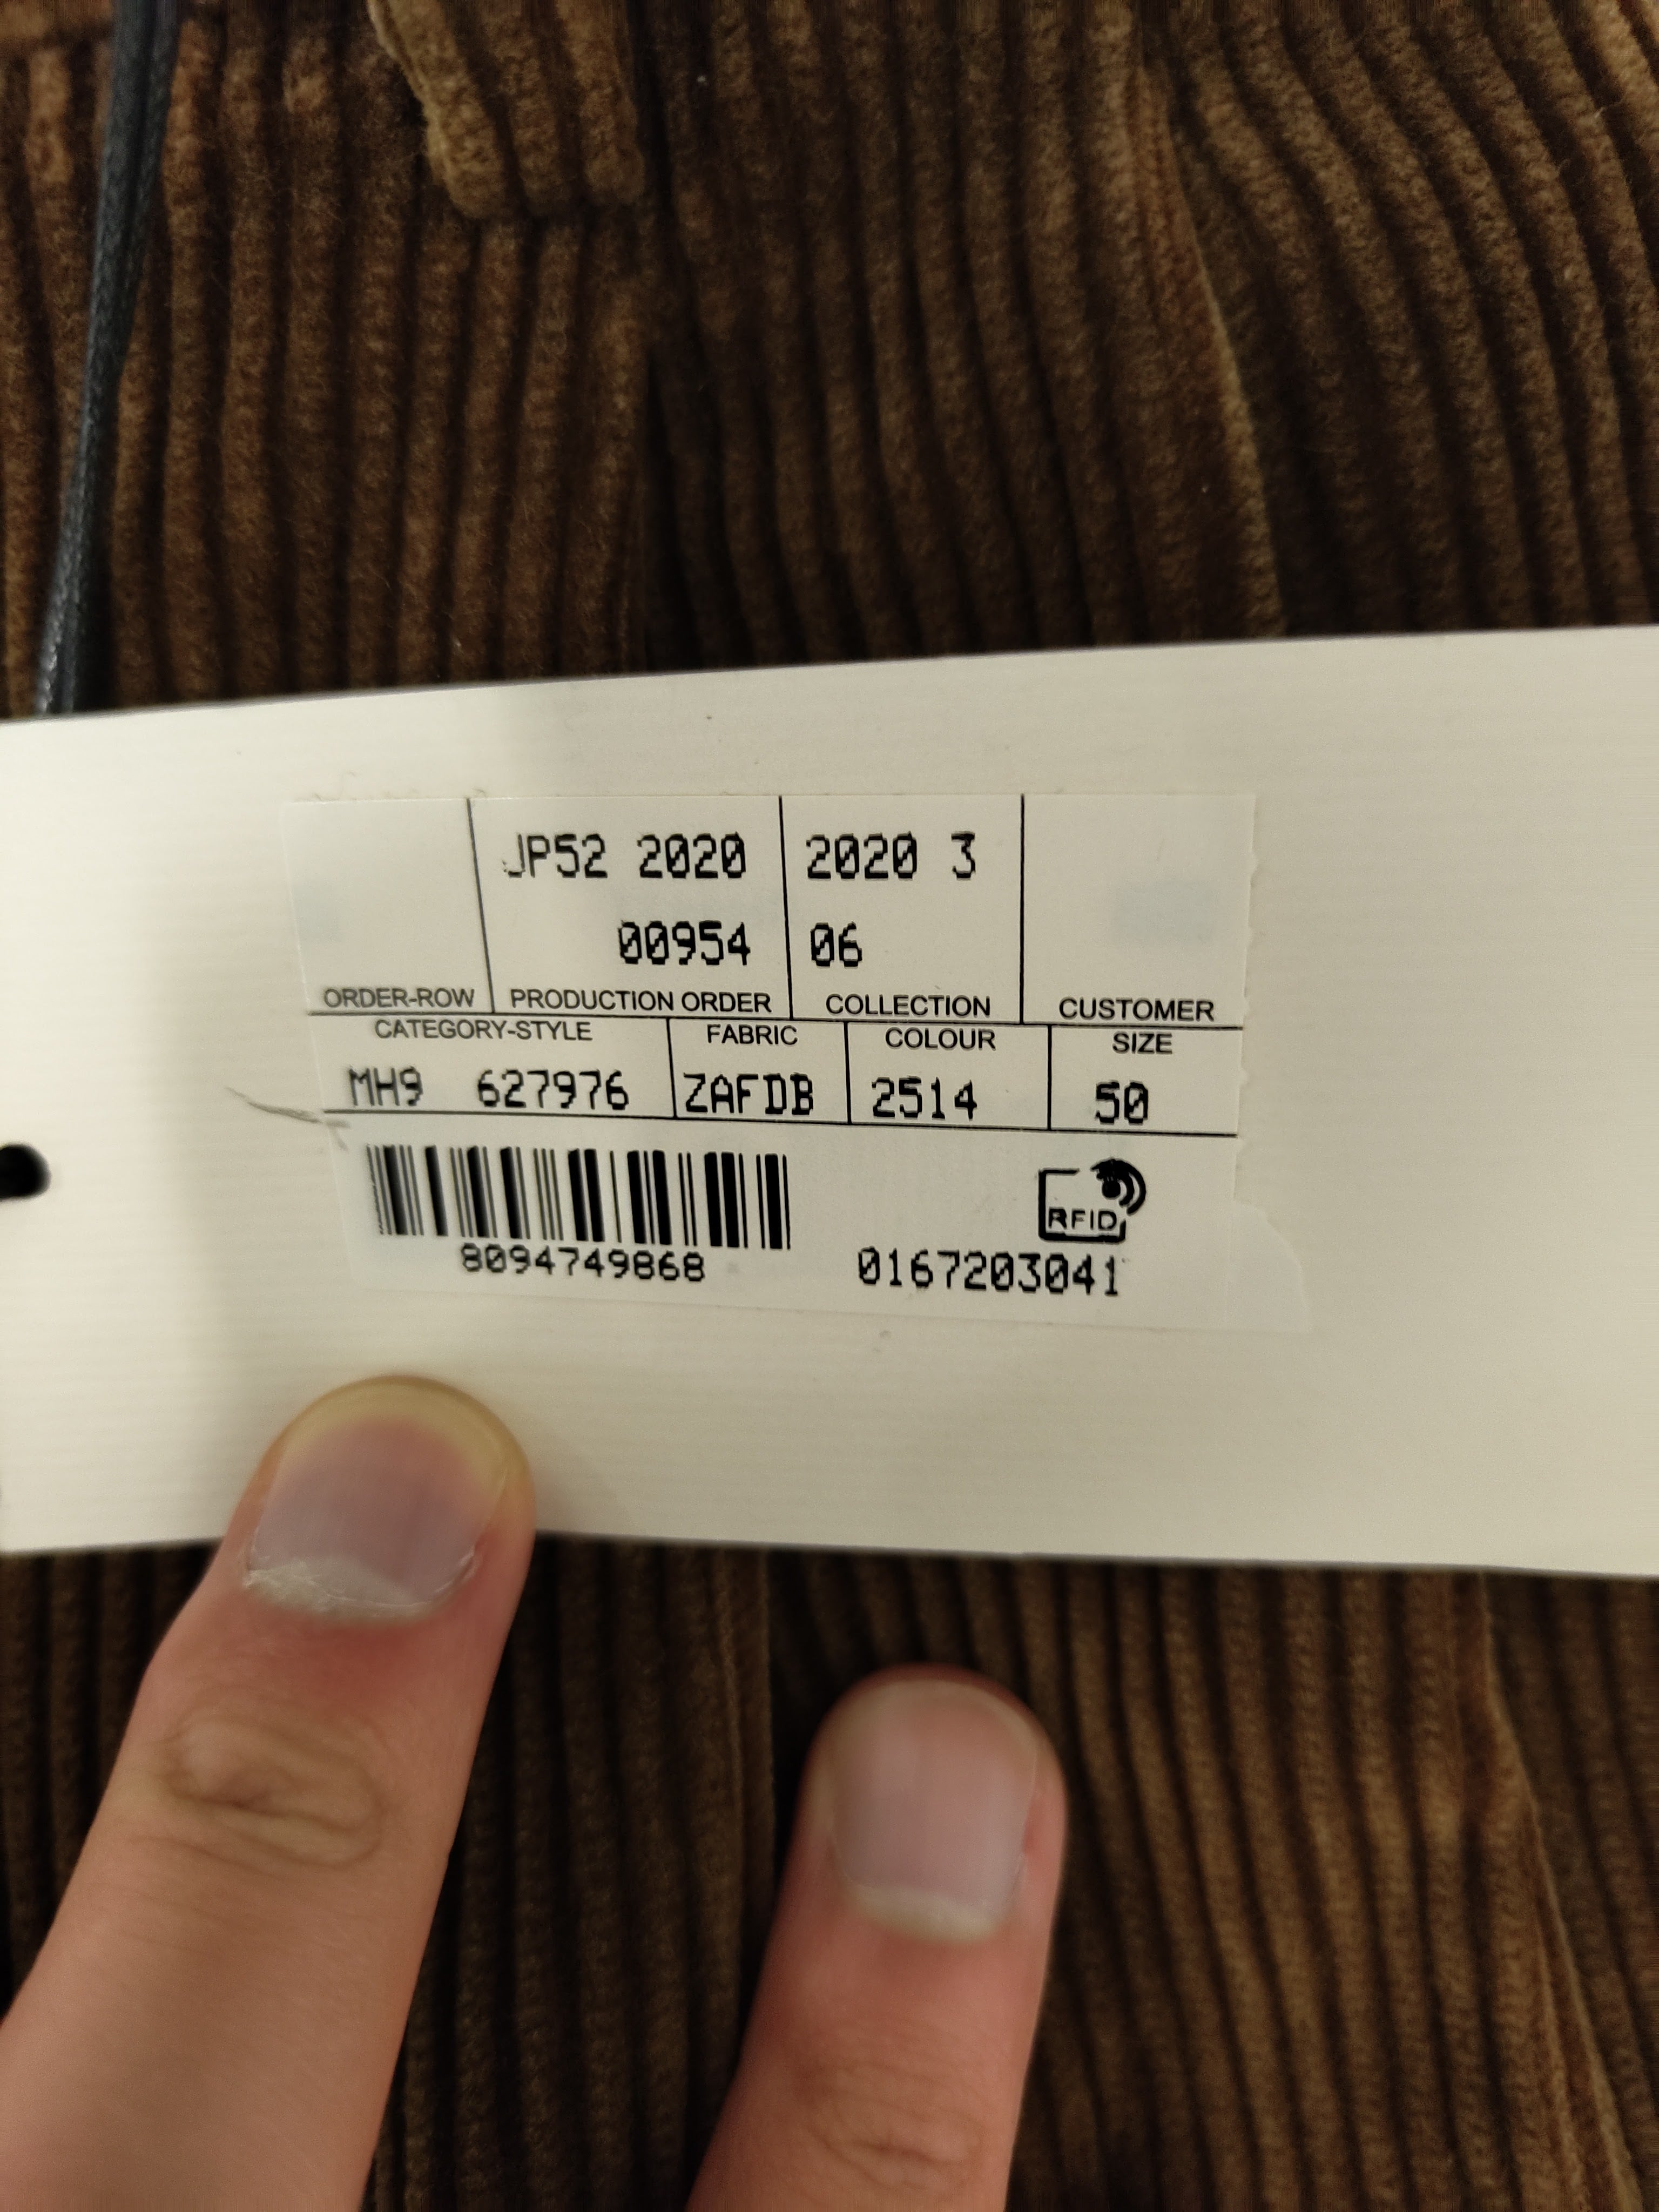 JP52 2020 2020 3
00954 06
ORDER-ROW PRODUCTION ORDER COLLECTION CUSTOMER
CATEGORY-STYLE FABRIC COLOUR SIZE
MH9 627976 ZAFDB 2514 50
RFID
8094749868 0167203041